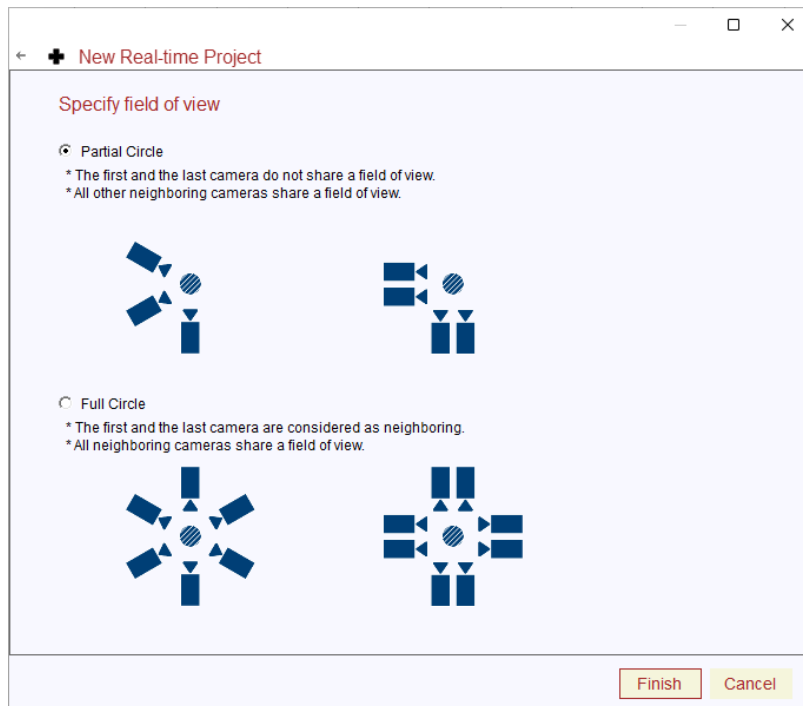 New Real-time Project
Specify field of view
Partial Circle
* The first and the last camera do not share a field of view.
* All other neighboring cameras share a field of view.
Full Circle
* The first and the last camera are considered as neighboring.
* All neighboring cameras share a field of view.
Finish Cancel